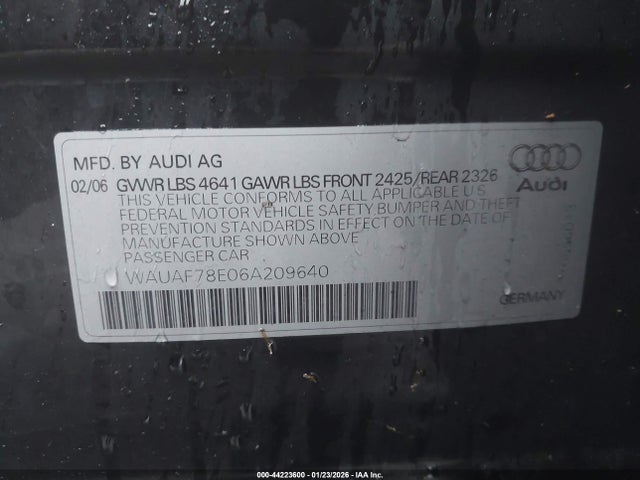 MFD. BY AUDI AG
02/06 GVWR LBS 4641 GAWR LBS FRONT 2425/REAR 2326
THIS VEHICLE CONFORMS TO ALL APPLICABLE U.S
FEDERAL MOTOR VEHICLE SAFETY BUMPER AND THEFT
PREVENTION STANDARDS IN EFFECT ON THE DATE OF
MANUFACTURE SHOWN ABOVE
PASSENGER CAR
WAUAF78E06A209640
Audi
GERMANY
000-44223600 - 01/23/2026 - IAA Inc.